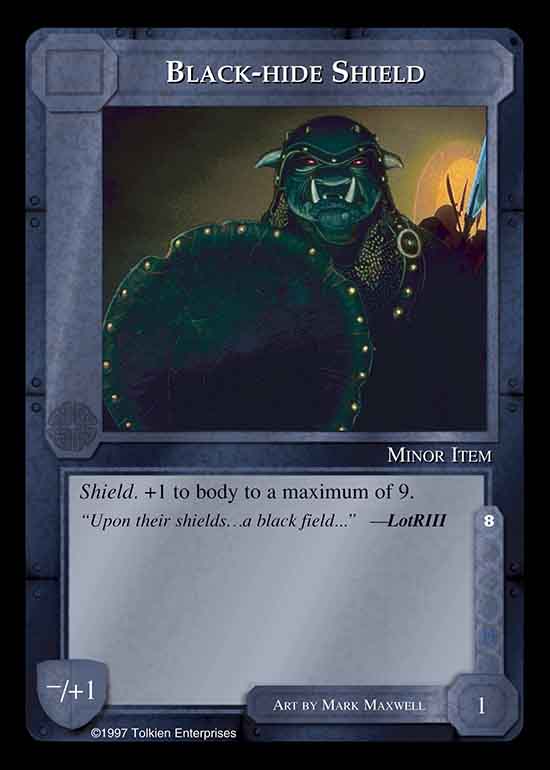 BLACK-HIDE SHIELD
MINOR ITEM
Shield. +1 to body to a maximum of 9.
“Upon their shields…a black field...” —LotRIII
8
–/+1
ART BY MARK MAXWELL
1
©1997 Tolkien Enterprises